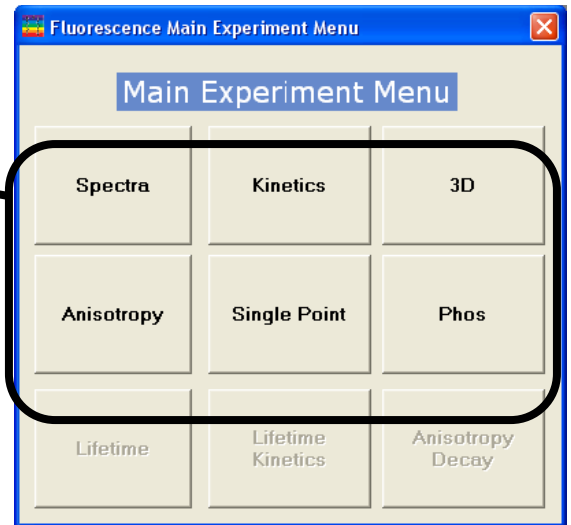 Fluorescence Main Experiment Menu
Main Experiment Menu
Spectra Kinetics 3D
Anisotropy Single Point Phos
Lifetime Lifetime Kinetics Anisotropy Decay